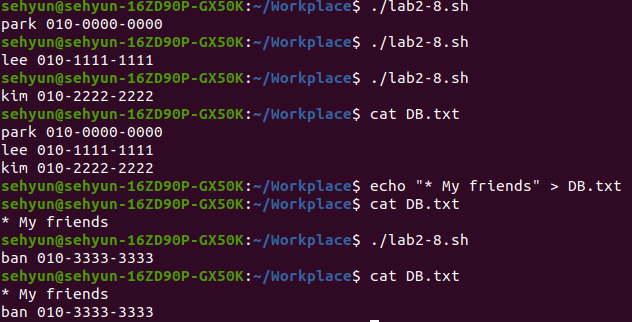 sehyun@sehyun-16ZD90P-GX50K:~/Workplace$ ./lab2-8.sh
park 010-0000-0000
sehyun@sehyun-16ZD90P-GX50K:~/Workplace$ ./lab2-8.sh
lee 010-1111-1111
sehyun@sehyun-16ZD90P-GX50K:~/Workplace$ ./lab2-8.sh
kim 010-2222-2222
sehyun@sehyun-16ZD90P-GX50K:~/Workplace$ cat DB.txt
park 010-0000-0000
lee 010-1111-1111
kim 010-2222-2222
sehyun@sehyun-16ZD90P-GX50K:~/Workplace$ echo "* My friends" > DB.txt
sehyun@sehyun-16ZD90P-GX50K:~/Workplace$ cat DB.txt
* My friends
sehyun@sehyun-16ZD90P-GX50K:~/Workplace$ ./lab2-8.sh
ban 010-3333-3333
sehyun@sehyun-16ZD90P-GX50K:~/Workplace$ cat DB.txt
* My friends
ban 010-3333-3333